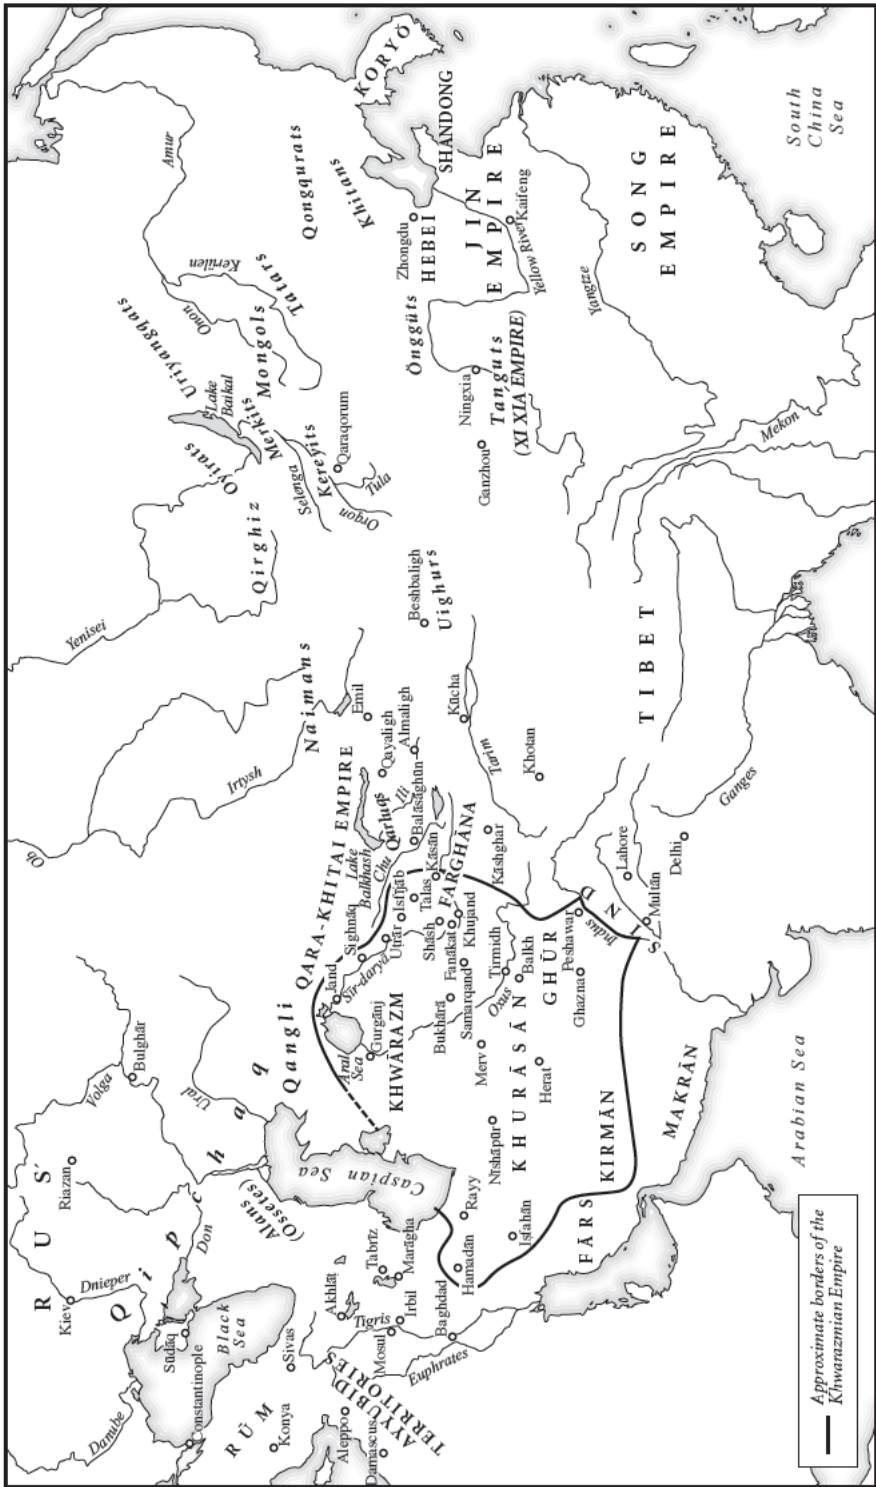 R U S´
Kiev
Riazan
Dnieper
Volga
Bulghār
Don
Ural
Danube
Q i p c h a q
Sūdāq
Black
Sea
Constantinople
RŪM
Konya
Sivas
Alans
(Ossetes)
Akhlāṭ
Tabrīz
Marāgha
Tigris
Irbil
Mosul
Baghdad
Euphrates
AYYUBID
TERRITORIES
Aleppo
Damascus
Caspian
Sea
Hamadān
Rayy
Iṣfahān
FĀRS
KIRMĀN
MAKRĀN
Arabian Sea
Nīshāpūr
KHURĀSĀN
Herat
Merv
Qangli
Aral
Sea
Gurgānj
KHWĀRAZM
Jand
Sighnāq
Sīr-daryā
Utrār
Isfījāb
Talas
Kāsān
Shāsh
Fanākat
Khujand
FARGHĀNA
Bukhārā
Samarqand
Tirmidh
Oxus
Balkh
GHŪR
Peshawar
Ghazna
Indus
SIND
Multān
Lahore
Delhi
Ganges
QARA-KHITAI EMPIRE
Lake
Balkhash
Chu
Qarluqs
Ili
Balāsāghūn
Qayaligh
Almaligh
Emil
Kāshghar
Tarim
Kūcha
Khotan
Ob
Irtysh
Naimans
Yenisei
Qirghiz
Beshbaligh
Uighurs
TIBET
Oyirats
Lake
Baikal
Uriyangqats
Merkits
Selenga
Kereyits
Qaraqorum
Orqon
Tula
Mongols
Onon
Kerülen
Tatars
Amur
Qongqurats
Khitans
Önggüts
Ningxia
Tanguts
(XI XIA EMPIRE)
Ganzhou
Zhongdu
HEBEI
SHANDONG
KORYŎ
JIN
EMPIRE
Yellow River
Kaifeng
Yangtze
SONG
EMPIRE
Mekon
South
China
Sea
Approximate borders of the
Khwarazmian Empire